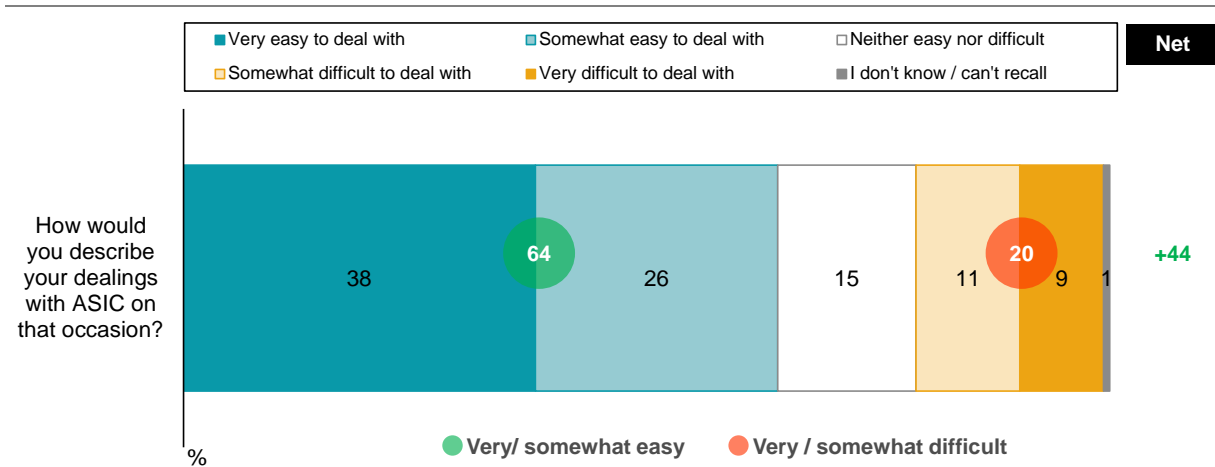 Very easy to deal with
Somewhat easy to deal with
Neither easy nor difficult
Somewhat difficult to deal with
Very difficult to deal with
I don't know / can't recall
Net
How would
you describe
your dealings
with ASIC on
that occasion?
38
64
26
15
11
20
9
1
+44
%
Very/ somewhat easy
Very / somewhat difficult